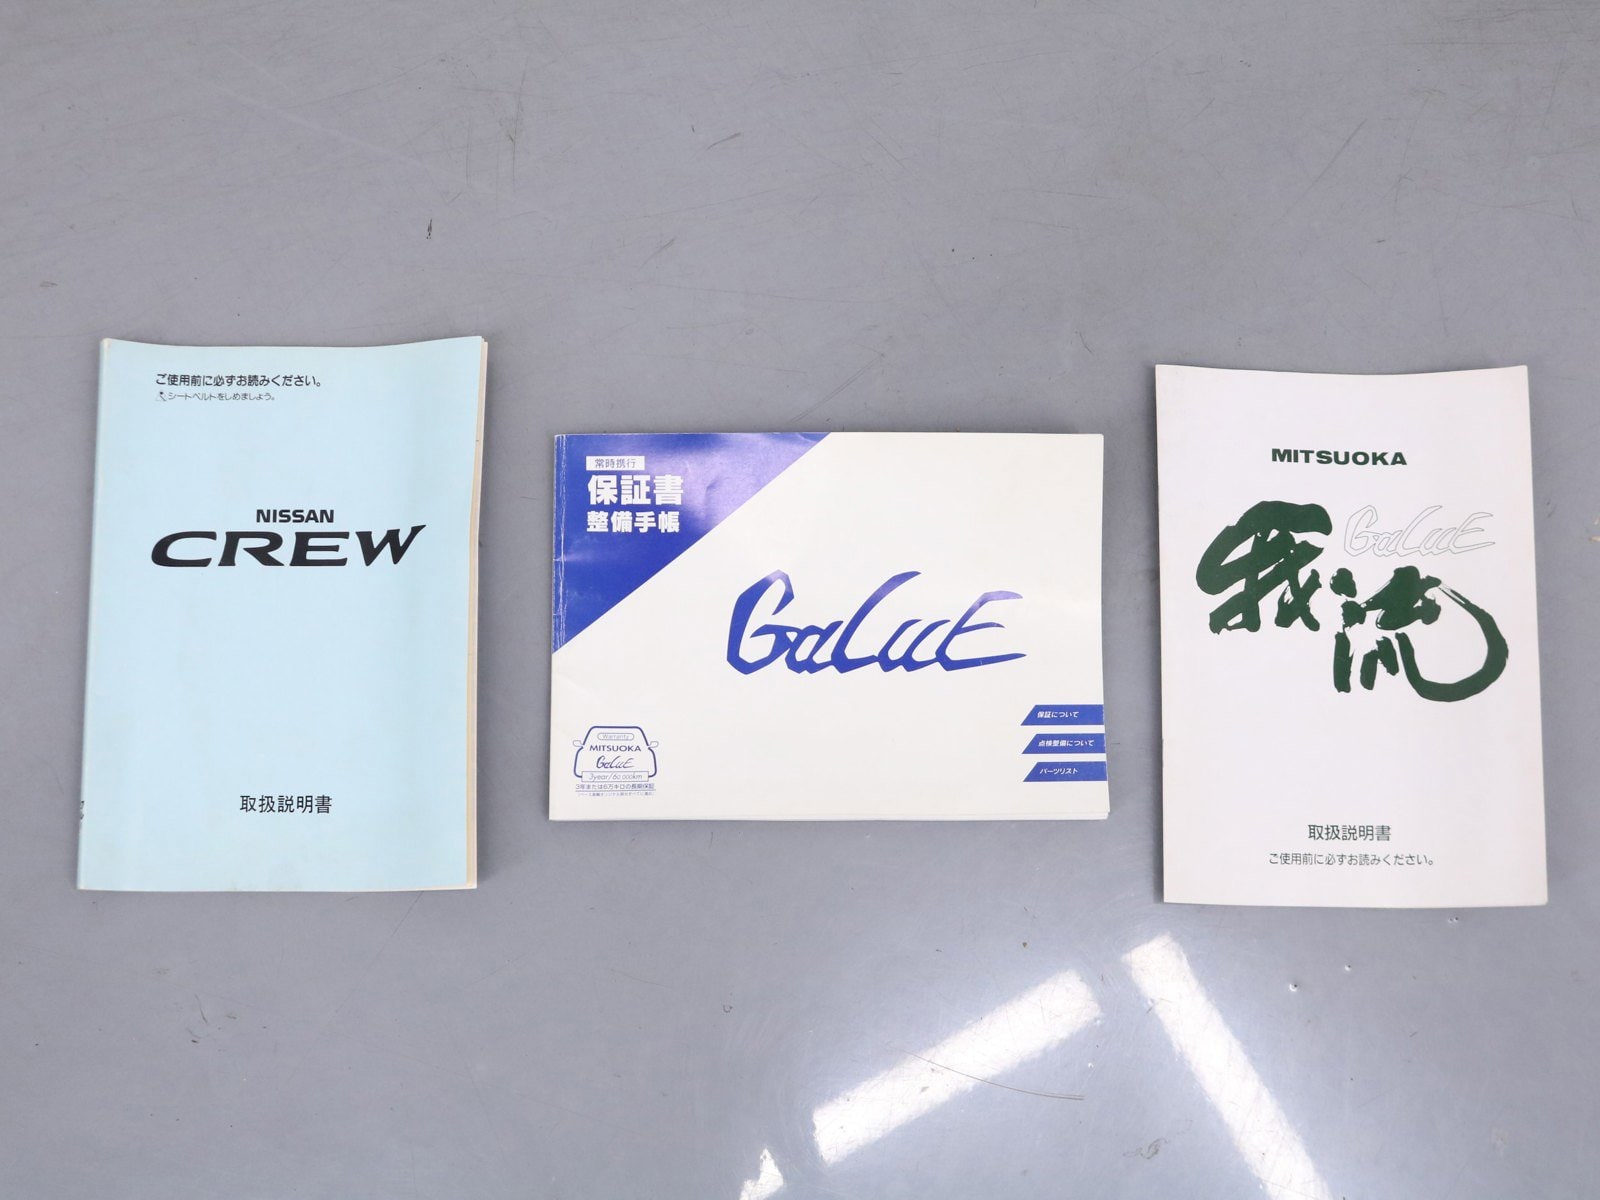 ご使用前に必ずお読みください。
シートベルトをしめましょう。
NISSAN
CREW
取扱説明書
常時携行
保証書
整備手帳
GaLuE
保証について
点検整備について
パーツリスト
Warranty
MITSUOKA
GaLuE
3year/60,000km
3年または6万キロの長期保証
MITSUOKA
GaLuE
我流
取扱説明書
ご使用前に必ずお読みください。